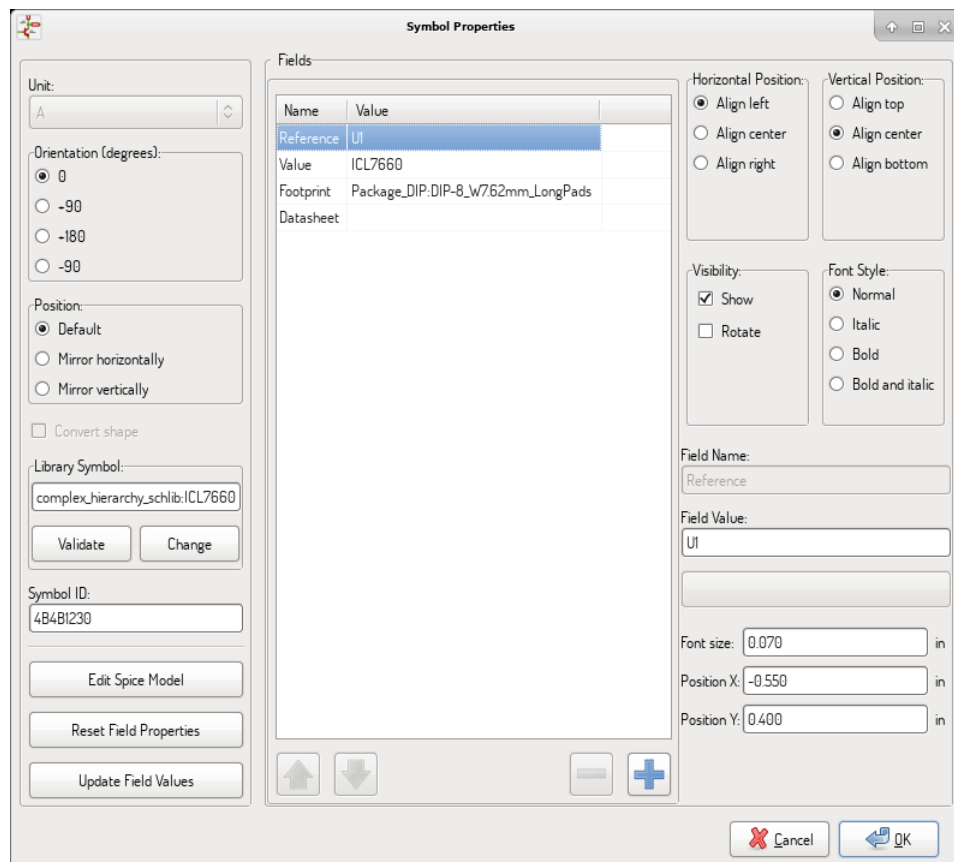 Symbol Properties
Unit:
A
Orientation (degrees):
0
+90
+180
-90
Position:
Default
Mirror horizontally
Mirror vertically
Convert shape
Library Symbol:
complex_hierarchy_schlib:ICL7660
Validate Change
Symbol ID:
4B4B1230
Edit Spice Model
Reset Field Properties
Update Field Values
Fields
Name Value
Reference U1
Value ICL7660
Footprint Package_DIP:DIP-8_W7.62mm_LongPads
Datasheet
Horizontal Position:
Align left
Align center
Align right
Vertical Position:
Align top
Align center
Align bottom
Visibility:
Show
Rotate
Font Style:
Normal
Italic
Bold
Bold and italic
Field Name:
Reference
Field Value:
U1
Font size: 0.070 in
Position X: -0.550 in
Position Y: 0.400 in
Cancel OK